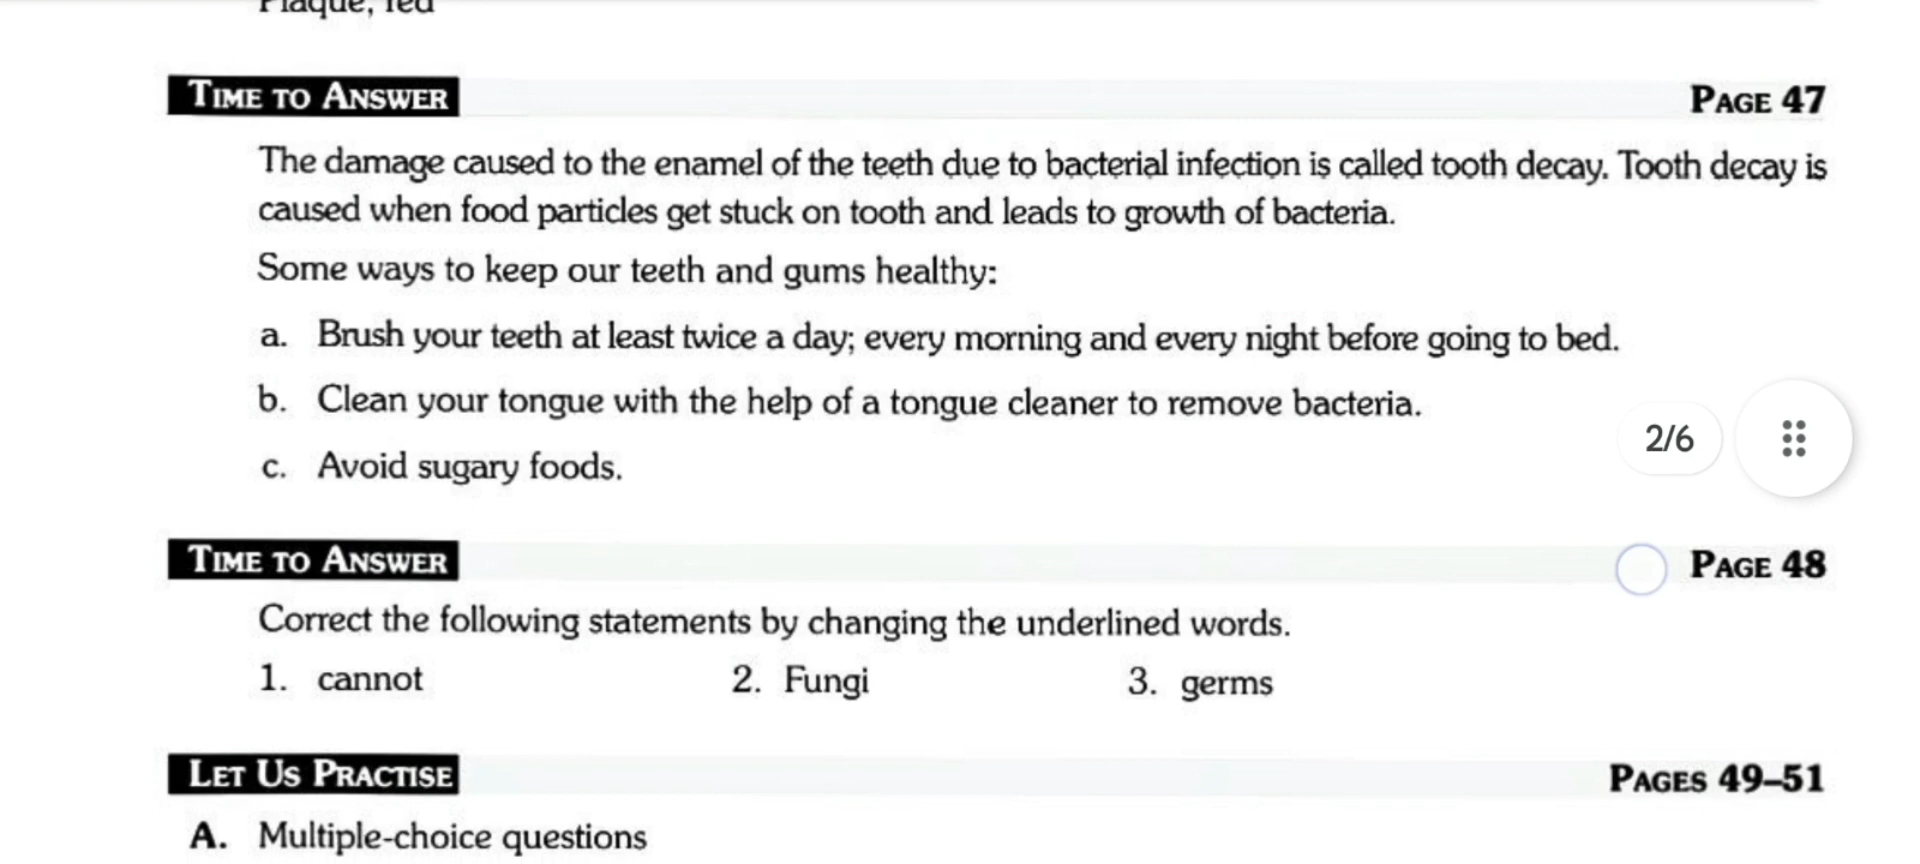 Plaque, red
TIME TO ANSWER PAGE 47
The damage caused to the enamel of the teeth due to bacterial infection is called tooth decay. Tooth decay is
caused when food particles get stuck on tooth and leads to growth of bacteria.
Some ways to keep our teeth and gums healthy:
a. Brush your teeth at least twice a day; every morning and every night before going to bed.
b. Clean your tongue with the help of a tongue cleaner to remove bacteria.
2/6
c. Avoid sugary foods.
TIME TO ANSWER PAGE 48
Correct the following statements by changing the underlined words.
1. cannot 2. Fungi 3. germs
LET US PRACTISE PAGES 49–51
A. Multiple-choice questions